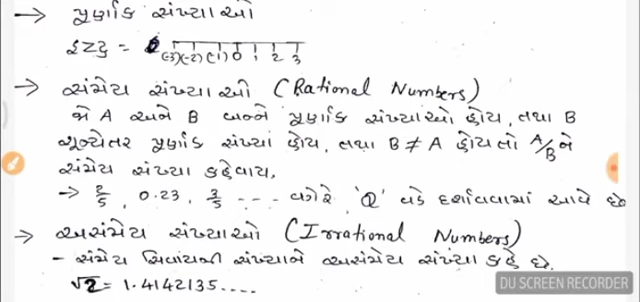 → પૂર્ણાંક સંખ્યાઓ
(-3)(-2)(-1) 0 1 2 3
→ સંમેય સંખ્યાઓ (Rational Numbers)
જો A અને B બન્ને પૂર્ણાંક સંખ્યાઓ હોય, તથા B
શૂન્યેતર પૂર્ણાંક સંખ્યા હોય, તથા B ≠ A હોય તો A/B ને
સંમેય સંખ્યા કહેવાય.
→ 2/5, 0.23, 3/5 .... વગેરે 'Q' વડે દર્શાવવામાં આવે છે
→ અસંમેય સંખ્યાઓ (Irrational Numbers)
- સંમેય સિવાયની સંખ્યાને અસંમેય સંખ્યા કહે છે.
√2 = 1.4142135....
DU SCREEN RECORDER